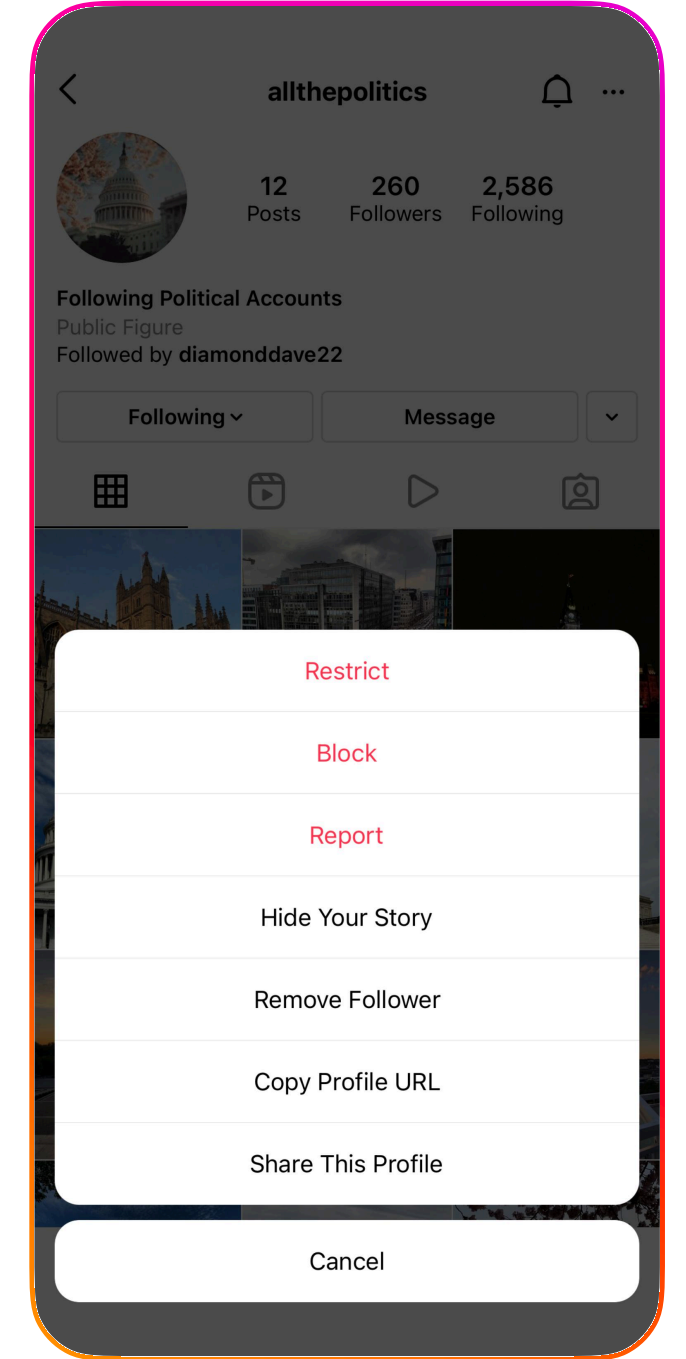 allthepolitics
12 260 2,586
Posts Followers Following
Following Political Accounts
Public Figure
Followed by diamonddave22
Following Message
Restrict
Block
Report
Hide Your Story
Remove Follower
Copy Profile URL
Share This Profile
Cancel